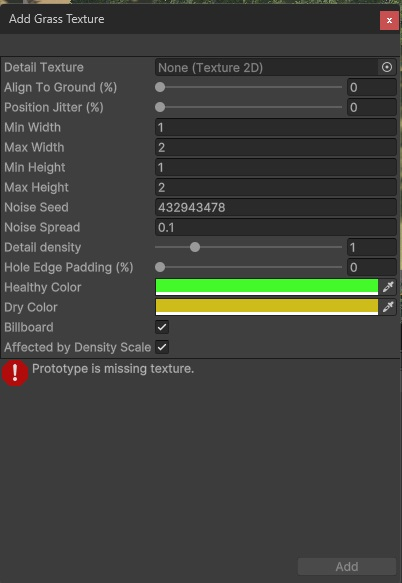 Add Grass Texture
x
Detail Texture None (Texture 2D)
Align To Ground (%) 0
Position Jitter (%) 0
Min Width 1
Max Width 2
Min Height 1
Max Height 2
Noise Seed 432943478
Noise Spread 0.1
Detail density 1
Hole Edge Padding (%) 0
Healthy Color
Dry Color
Billboard
Affected by Density Scale
Prototype is missing texture.
Add